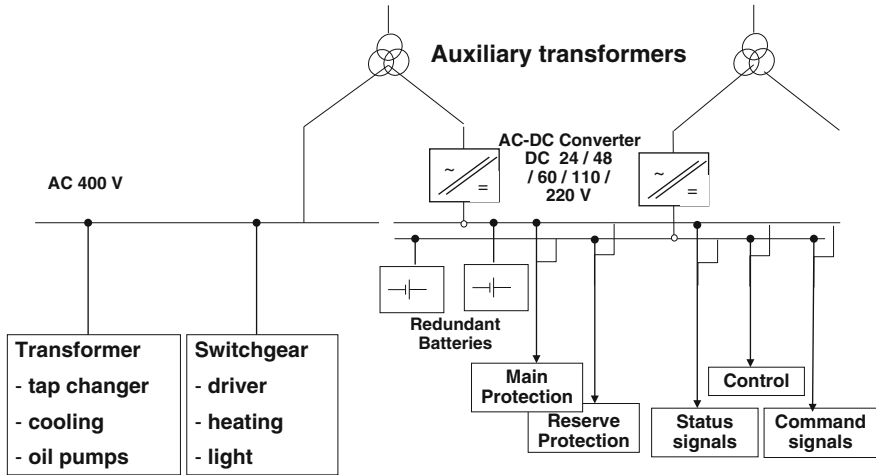 Auxiliary transformers
AC-DC Converter
DC 24 / 48
/ 60 / 110 /
220 V
~
=
~
=
AC 400 V
Redundant
Batteries
Transformer
- tap changer
- cooling
- oil pumps
Switchgear
- driver
- heating
- light
Main
Protection
Reserve
Protection
Status
signals
Control
Command
signals